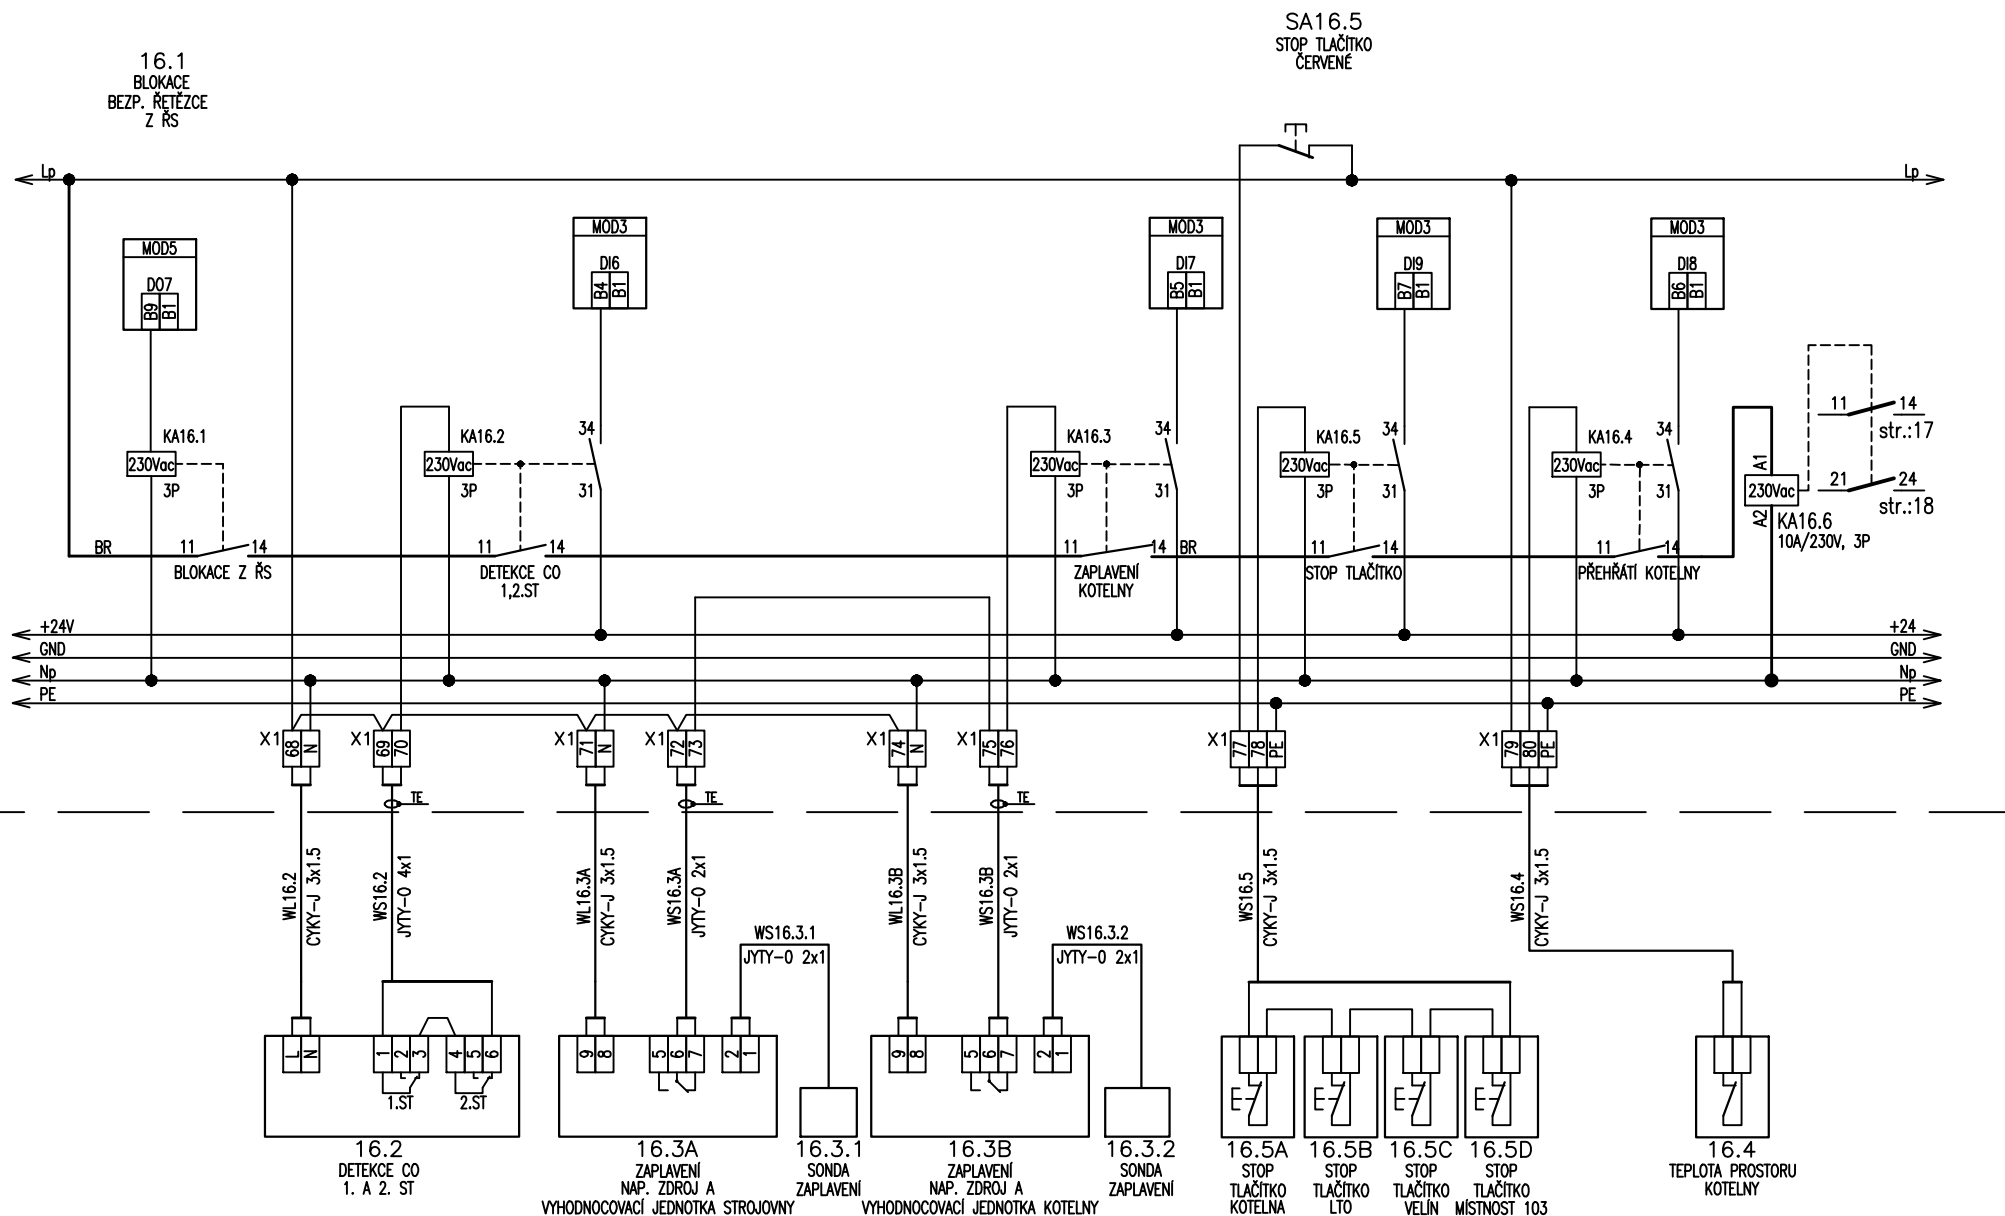 SA16.5
STOP TLAČÍTKO
ČERVENÉ
16.1
BLOKACE
BEZP. ŘETĚZCE
Z ŘS
Lp
Lp
MOD5
DO7
B9 B1
MOD3
DI6
B4 B1
MOD3
DI7
B5 B1
MOD3
DI9
B7 B1
MOD3
DI8
B6 B1
KA16.1
230Vac
3P
KA16.2
230Vac
3P
34
31
KA16.3
230Vac
3P
34
31
KA16.5
230Vac
3P
34
31
KA16.4
230Vac
3P
34
31
A1
230Vac
A2
KA16.6
10A/230V, 3P
11 14
str.:17
21 24
str.:18
BR
11 14
BLOKACE Z ŘS
11 14
DETEKCE CO
1,2.ST
11 14
ZAPLAVENÍ
KOTELNY
BR
11 14
STOP TLAČÍTKO
11 14
PŘEHŘÁTÍ KOTELNY
+24V
+24
GND
GND
Np
Np
PE
PE
X1 68 N
X1 69 70
X1 71 N
X1 72 73
X1 74 N
X1 75 76
X1 77 78 PE
X1 79 80 PE
TE
TE
TE
WL16.2
CYKY-J 3x1.5
WS16.2
JYTY-O 4x1
WL16.3A
CYKY-J 3x1.5
WS16.3A
JYTY-O 2x1
WL16.3B
CYKY-J 3x1.5
WS16.3B
JYTY-O 2x1
WS16.5
CYKY-J 3x1.5
WS16.4
CYKY-J 3x1.5
WS16.3.1
JYTY-O 2x1
WS16.3.2
JYTY-O 2x1
L N
1 2 3
4 5 6
1.ST
2.ST
9 8
5 6 7
2 1
9 8
5 6 7
2 1
16.2
DETEKCE CO
1. A 2. ST
16.3A
ZAPLAVENÍ
NAP. ZDROJ A
VYHODNOCOVACÍ JEDNOTKA STROJOVNY
16.3.1
SONDA
ZAPLAVENÍ
16.3B
ZAPLAVENÍ
NAP. ZDROJ A
VYHODNOCOVACÍ JEDNOTKA KOTELNY
16.3.2
SONDA
ZAPLAVENÍ
16.5A
STOP
TLAČÍTKO
KOTELNA
16.5B
STOP
TLAČÍTKO
LTO
16.5C
STOP
TLAČÍTKO
VELÍN
16.5D
STOP
TLAČÍTKO
MÍSTNOST 103
16.4
TEPLOTA PROSTORU
KOTELNY